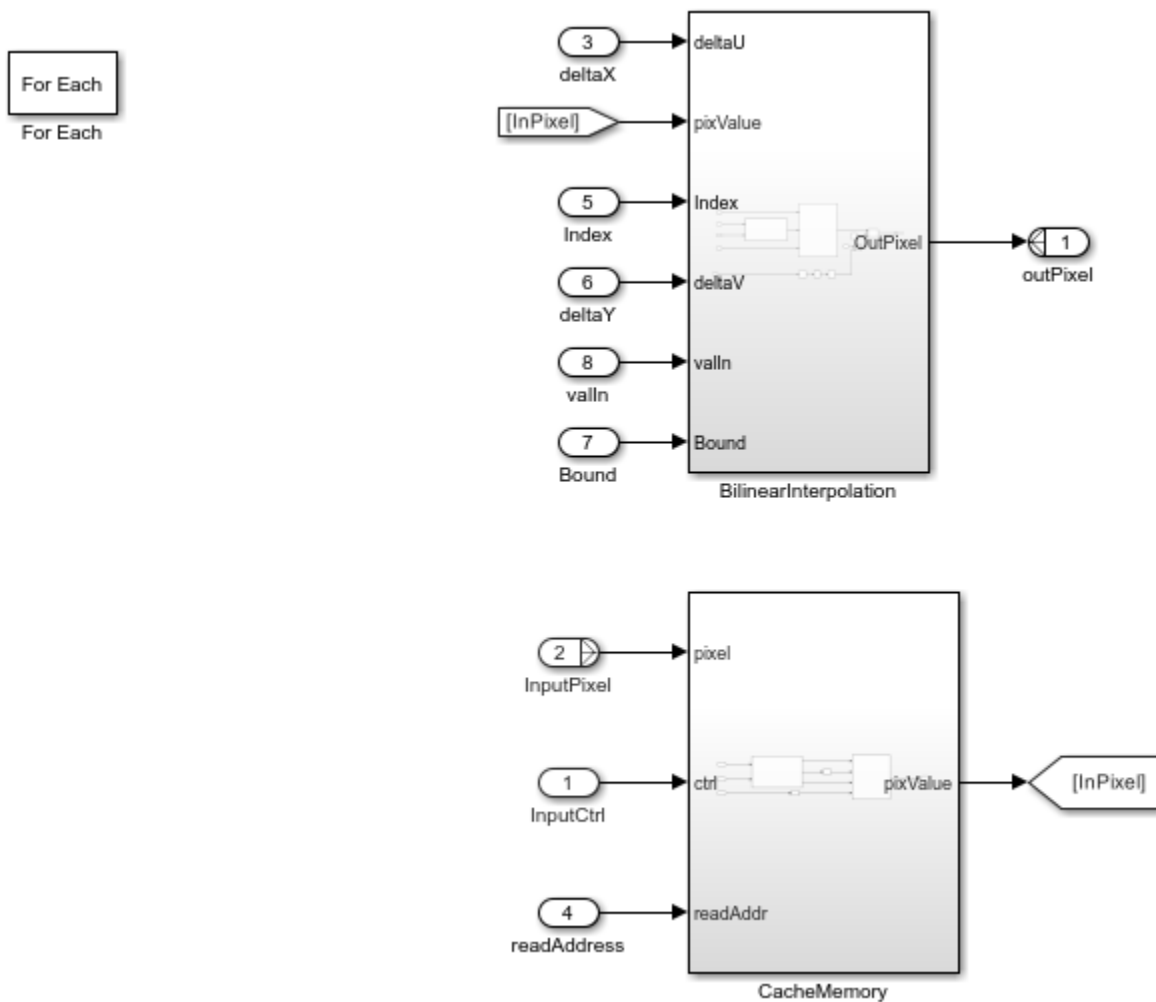 For Each
For Each
3
deltaX
deltaU
[InPixel]
pixValue
5
Index
Index
6
deltaY
deltaV
8
valIn
valIn
7
Bound
Bound
OutPixel
1
outPixel
BilinearInterpolation
2
InputPixel
pixel
1
InputCtrl
ctrl
4
readAddress
readAddr
pixValue
[InPixel]
CacheMemory